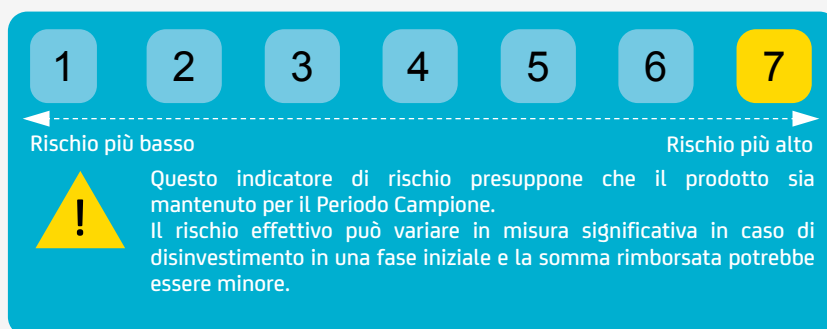 1 2 3 4 5 6 7
Rischio più basso Rischio più alto
!
Questo indicatore di rischio presuppone che il prodotto sia
mantenuto per il Periodo Campione.
Il rischio effettivo può variare in misura significativa in caso di
disinvestimento in una fase iniziale e la somma rimborsata potrebbe
essere minore.